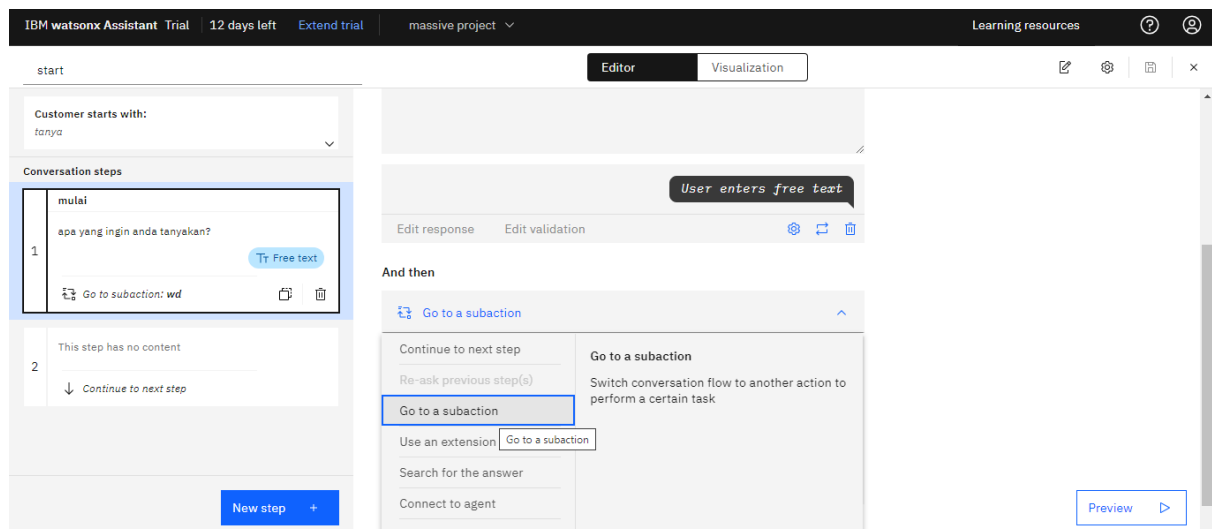 IBM watsonx Assistant Trial 12 days left Extend trial massive project Learning resources
start Editor Visualization
Customer starts with:
tanya
Conversation steps
mulai
1
apa yang ingin anda tanyakan?
Tт Free text
Go to subaction: wd
2
This step has no content
Continue to next step
New step +
User enters free text
Edit response Edit validation
And then
Go to a subaction
Continue to next step
Re-ask previous step(s)
Go to a subaction
Use an extension
Go to a subaction
Search for the answer
Connect to agent
Go to a subaction
Switch conversation flow to another action to
perform a certain task
Preview